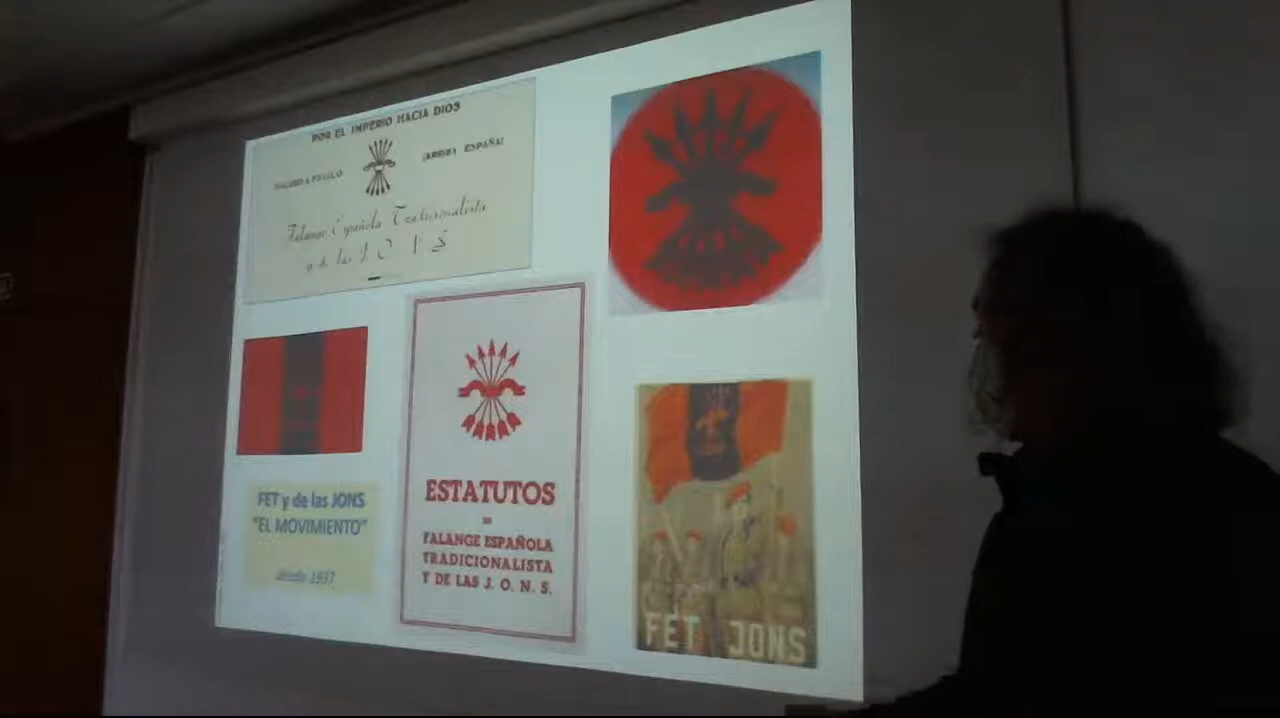 POR EL IMPERIO HACIA DIOS
¡ARRIBA ESPAÑA!
Falange Española Tradicionalista
y de las J. O. N. S.
FET y de las JONS
"EL MOVIMIENTO"
desde 1937
ESTATUTOS
DE
FALANGE ESPAÑOLA
TRADICIONALISTA
Y DE LAS J. O. N. S.
FET JONS